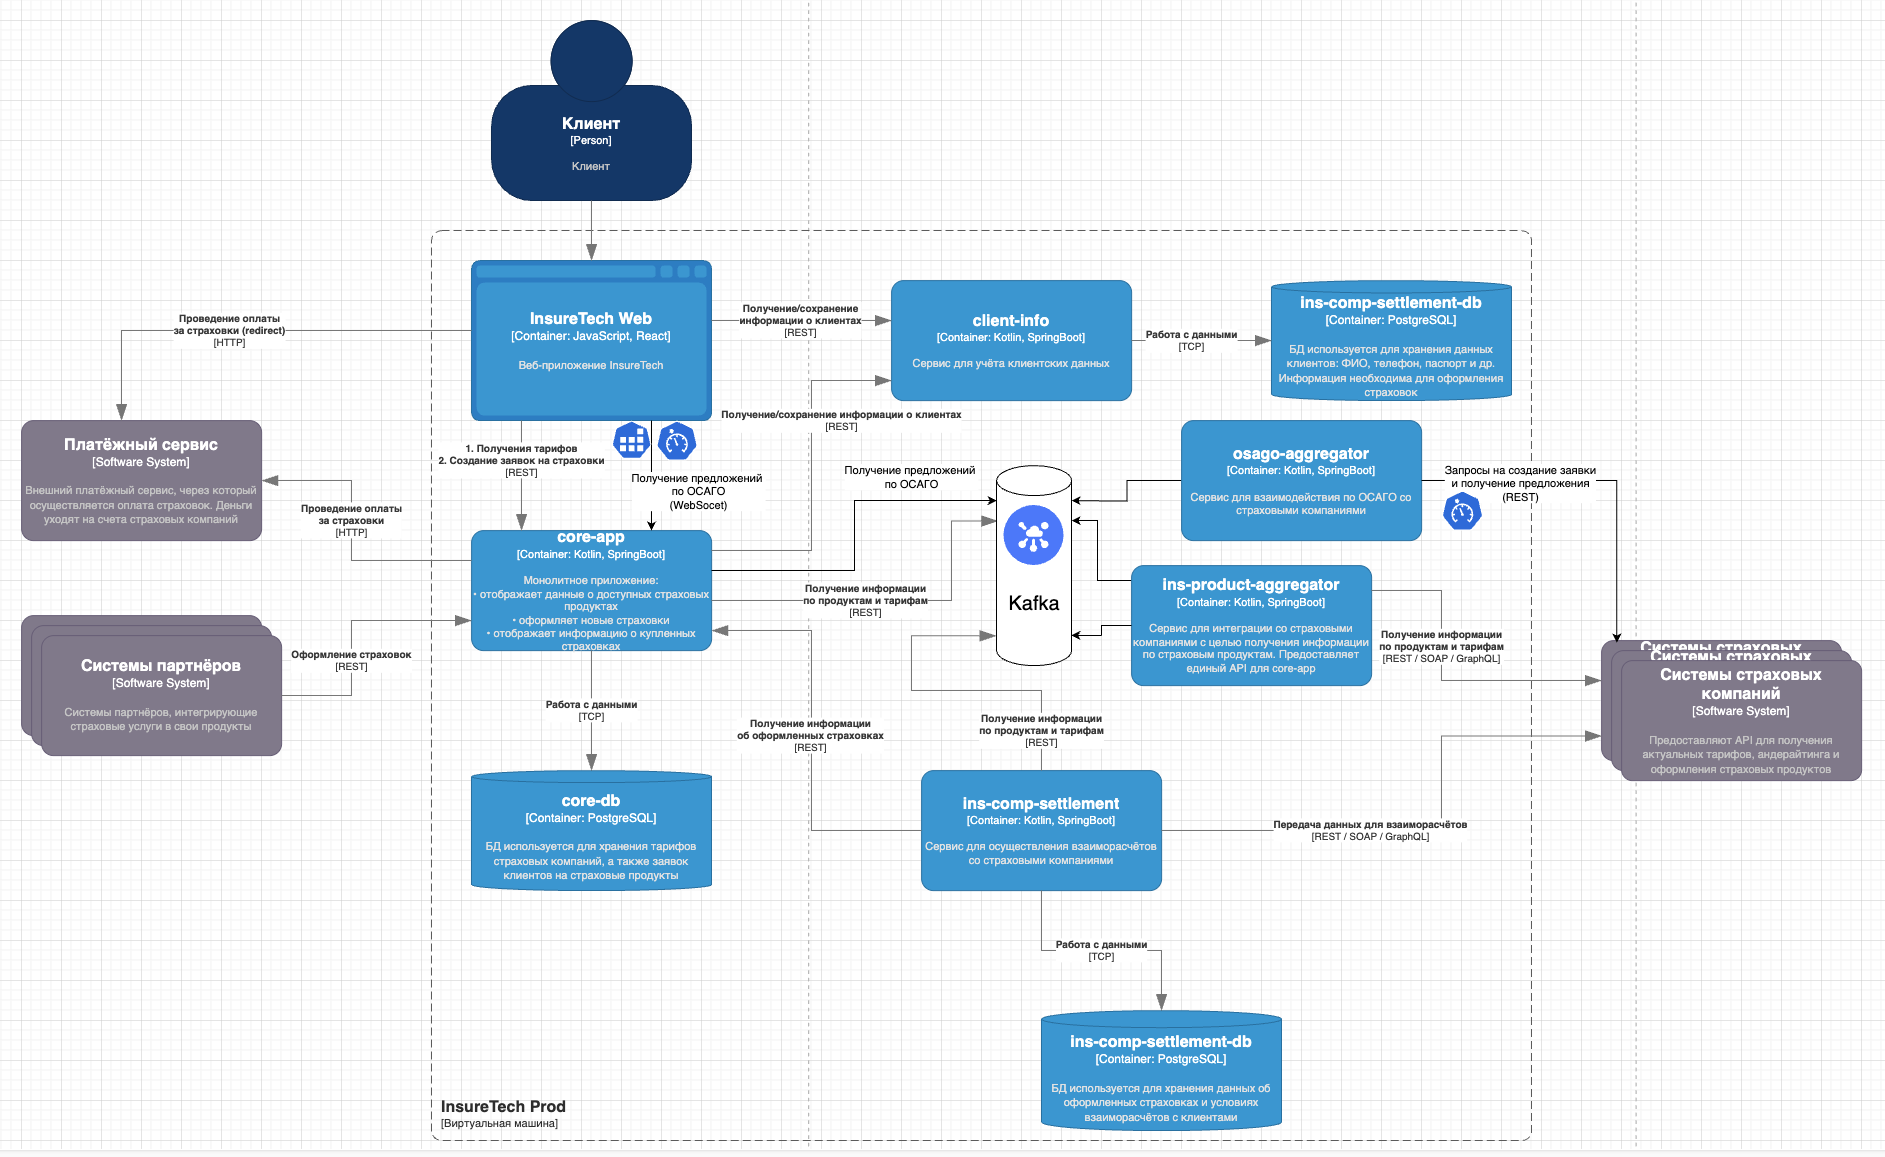 Клиент
[Person]
Клиент
InsureTech Web
[Container: JavaScript, React]
Веб-приложение InsureTech
Проведение оплаты
за страховки (redirect)
[HTTP]
Получение/сохранение
информации о клиентах
[REST]
client-info
[Container: Kotlin, SpringBoot]
Сервис для учёта клиентских данных
Работа с данными
[TCP]
ins-comp-settlement-db
[Container: PostgreSQL]
БД используется для хранения данных
клиентов: ФИО, телефон, паспорт и др.
Информация необходима для оформления
страховок
Платёжный сервис
[Software System]
Внешний платёжный сервис, через который
осуществляется оплата страховок. Деньги
уходят на счета страховых компаний
1. Получения тарифов
2. Создание заявок на страховки
[REST]
Получение/сохранение информации о клиентах
[REST]
Получение предложений
по ОСАГО
(WebSocet)
Получение предложений
по ОСАГО
osago-aggregator
[Container: Kotlin, SpringBoot]
Сервис для взаимодействия по ОСАГО со
страховыми компаниями
Запросы на создание заявки
и получение предложения
(REST)
Проведение оплаты
за страховки
[HTTP]
core-app
[Container: Kotlin, SpringBoot]
Монолитное приложение:
• отображает данные о доступных страховых
продуктах
• оформляет новые страховки
• отображает информацию о купленных
страховках
Kafka
Получение информации
по продуктам и тарифам
[REST]
ins-product-aggregator
[Container: Kotlin, SpringBoot]
Сервис для интеграции со страховыми
компаниями с целью получения информации
по страховым продуктам. Предоставляет
единый API для core-app
Получение информации
по продуктам и тарифам
[REST / SOAP / GraphQL]
Системы партнёров
[Software System]
Системы партнёров, интегрирующие
страховые услуги в свои продукты
Оформление страховок
[REST]
Системы страховых
Системы страховых
Системы страховых
компаний
[Software System]
Предоставляют API для получения
актуальных тарифов, андерайтинга и
оформления страховых продуктов
Работа с данными
[TCP]
Получение информации
об оформленных страховках
[REST]
Получение информации
по продуктам и тарифам
[REST]
core-db
[Container: PostgreSQL]
БД используется для хранения тарифов
страховых компаний, а также заявок
клиентов на страховые продукты
ins-comp-settlement
[Container: Kotlin, SpringBoot]
Сервис для осуществления взаиморасчётов
со страховыми компаниями
Передача данных для взаиморасчётов
[REST / SOAP / GraphQL]
Работа с данными
[TCP]
ins-comp-settlement-db
[Container: PostgreSQL]
БД используется для хранения данных об
оформленных страховках и условиях
взаиморасчётов с клиентами
InsureTech Prod
[Виртуальная машина]